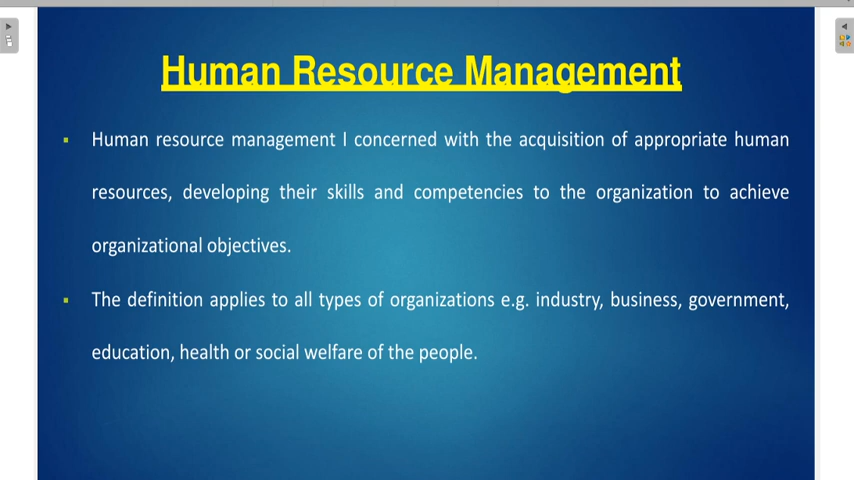 Human Resource Management
Human resource management I concerned with the acquisition of appropriate human
resources, developing their skills and competencies to the organization to achieve
organizational objectives.
The definition applies to all types of organizations e.g. industry, business, government,
education, health or social welfare of the people.